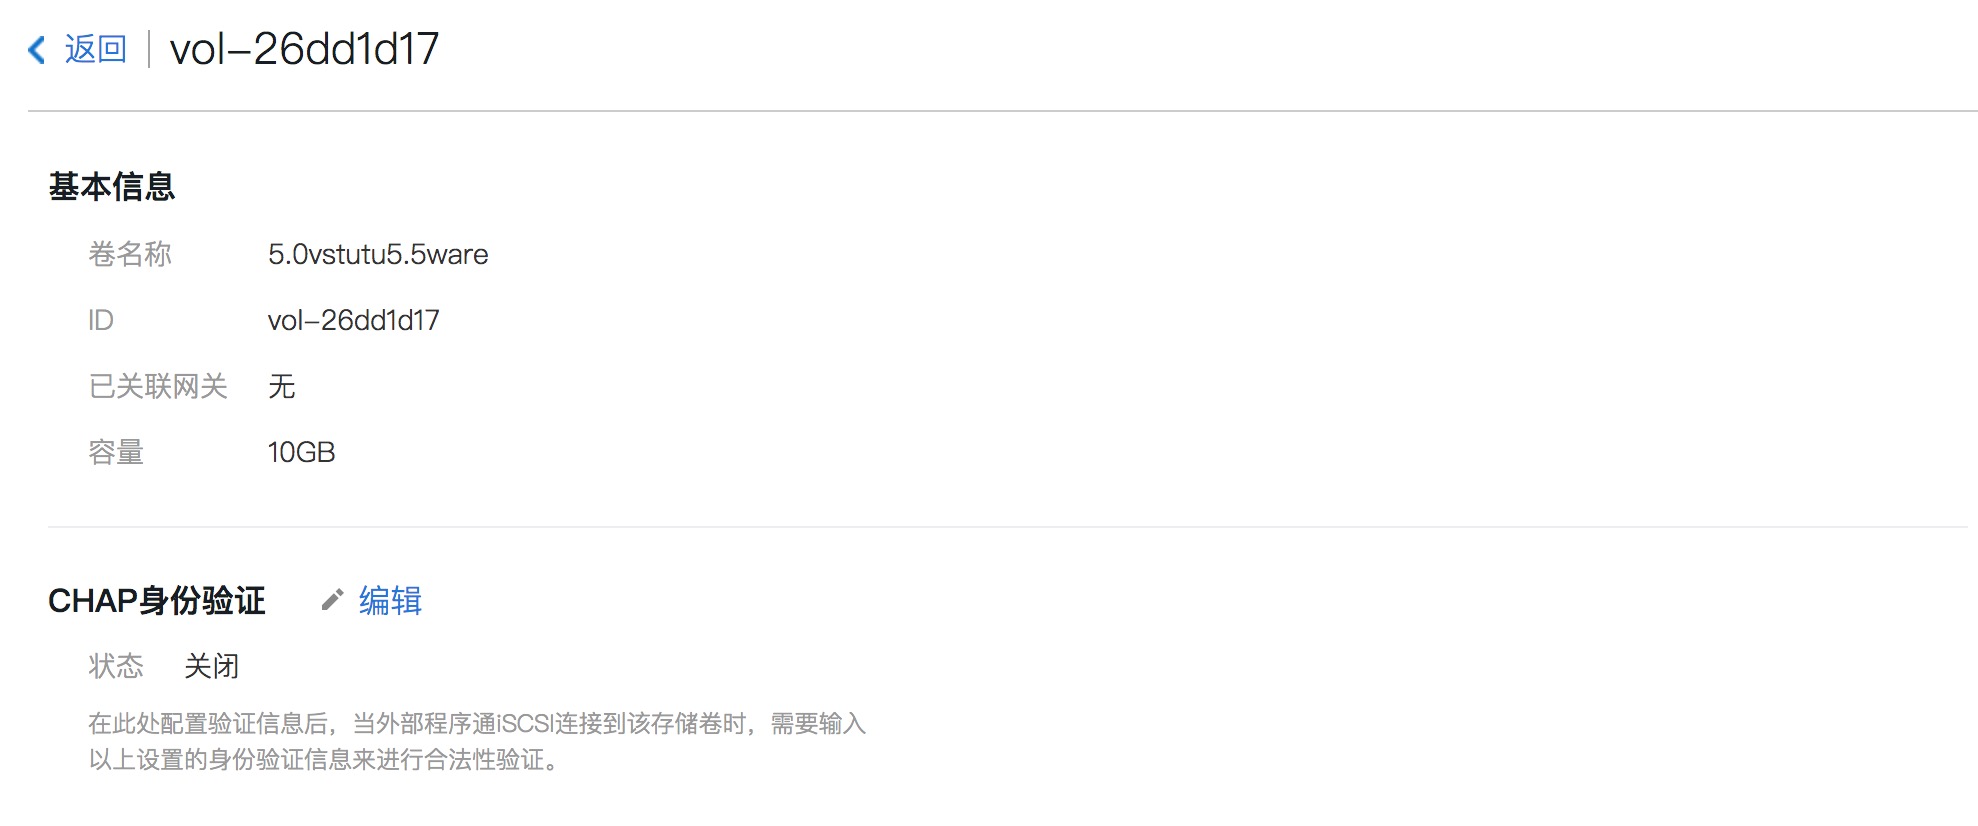 返回 vol-26dd1d17
基本信息
卷名称 5.0vstutu5.5ware
ID vol-26dd1d17
已关联网关 无
容量 10GB
CHAP身份验证 编辑
状态 关闭
在此处配置验证信息后，当外部程序通iSCSI连接到该存储卷时，需要输入
以上设置的身份验证信息来进行合法性验证。